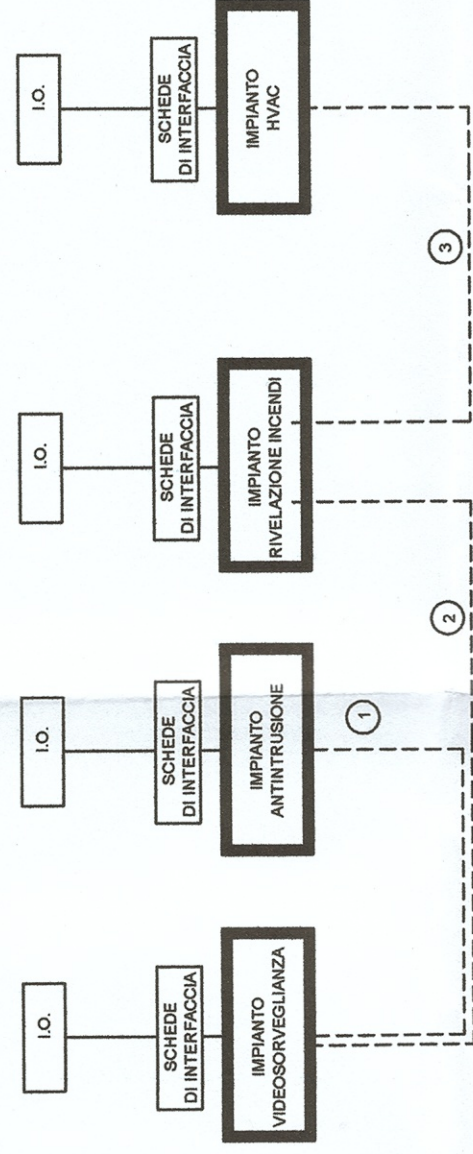 I.O.
SCHEDE
DI INTERFACCIA
IMPIANTO
VIDEOSORVEGLIANZA
I.O.
SCHEDE
DI INTERFACCIA
IMPIANTO
ANTINTRUSIONE
1
I.O.
SCHEDE
DI INTERFACCIA
IMPIANTO
RIVELAZIONE INCENDI
2
I.O.
SCHEDE
DI INTERFACCIA
IMPIANTO
HVAC
3